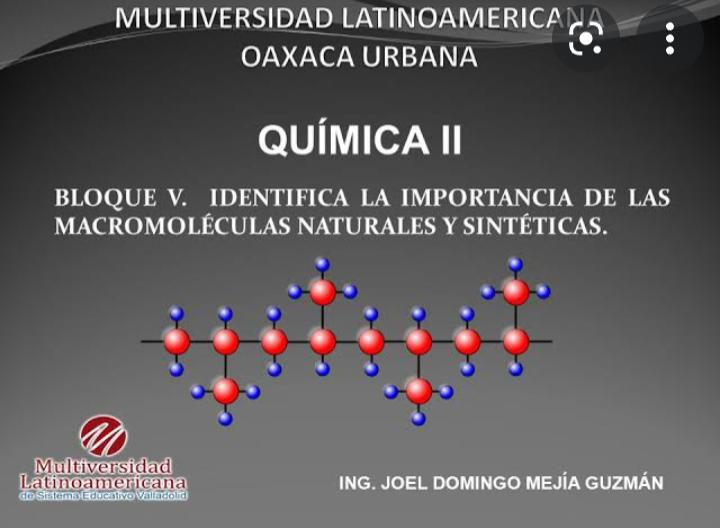 MULTIVERSIDAD LATINOAMERICANA
OAXACA URBANA
QUÍMICA II
BLOQUE V. IDENTIFICA LA IMPORTANCIA DE LAS
MACROMOLÉCULAS NATURALES Y SINTÉTICAS.
Multiversidad
Latinoamericana
de Sistema Educativo Valladolid
ING. JOEL DOMINGO MEJÍA GUZMÁN